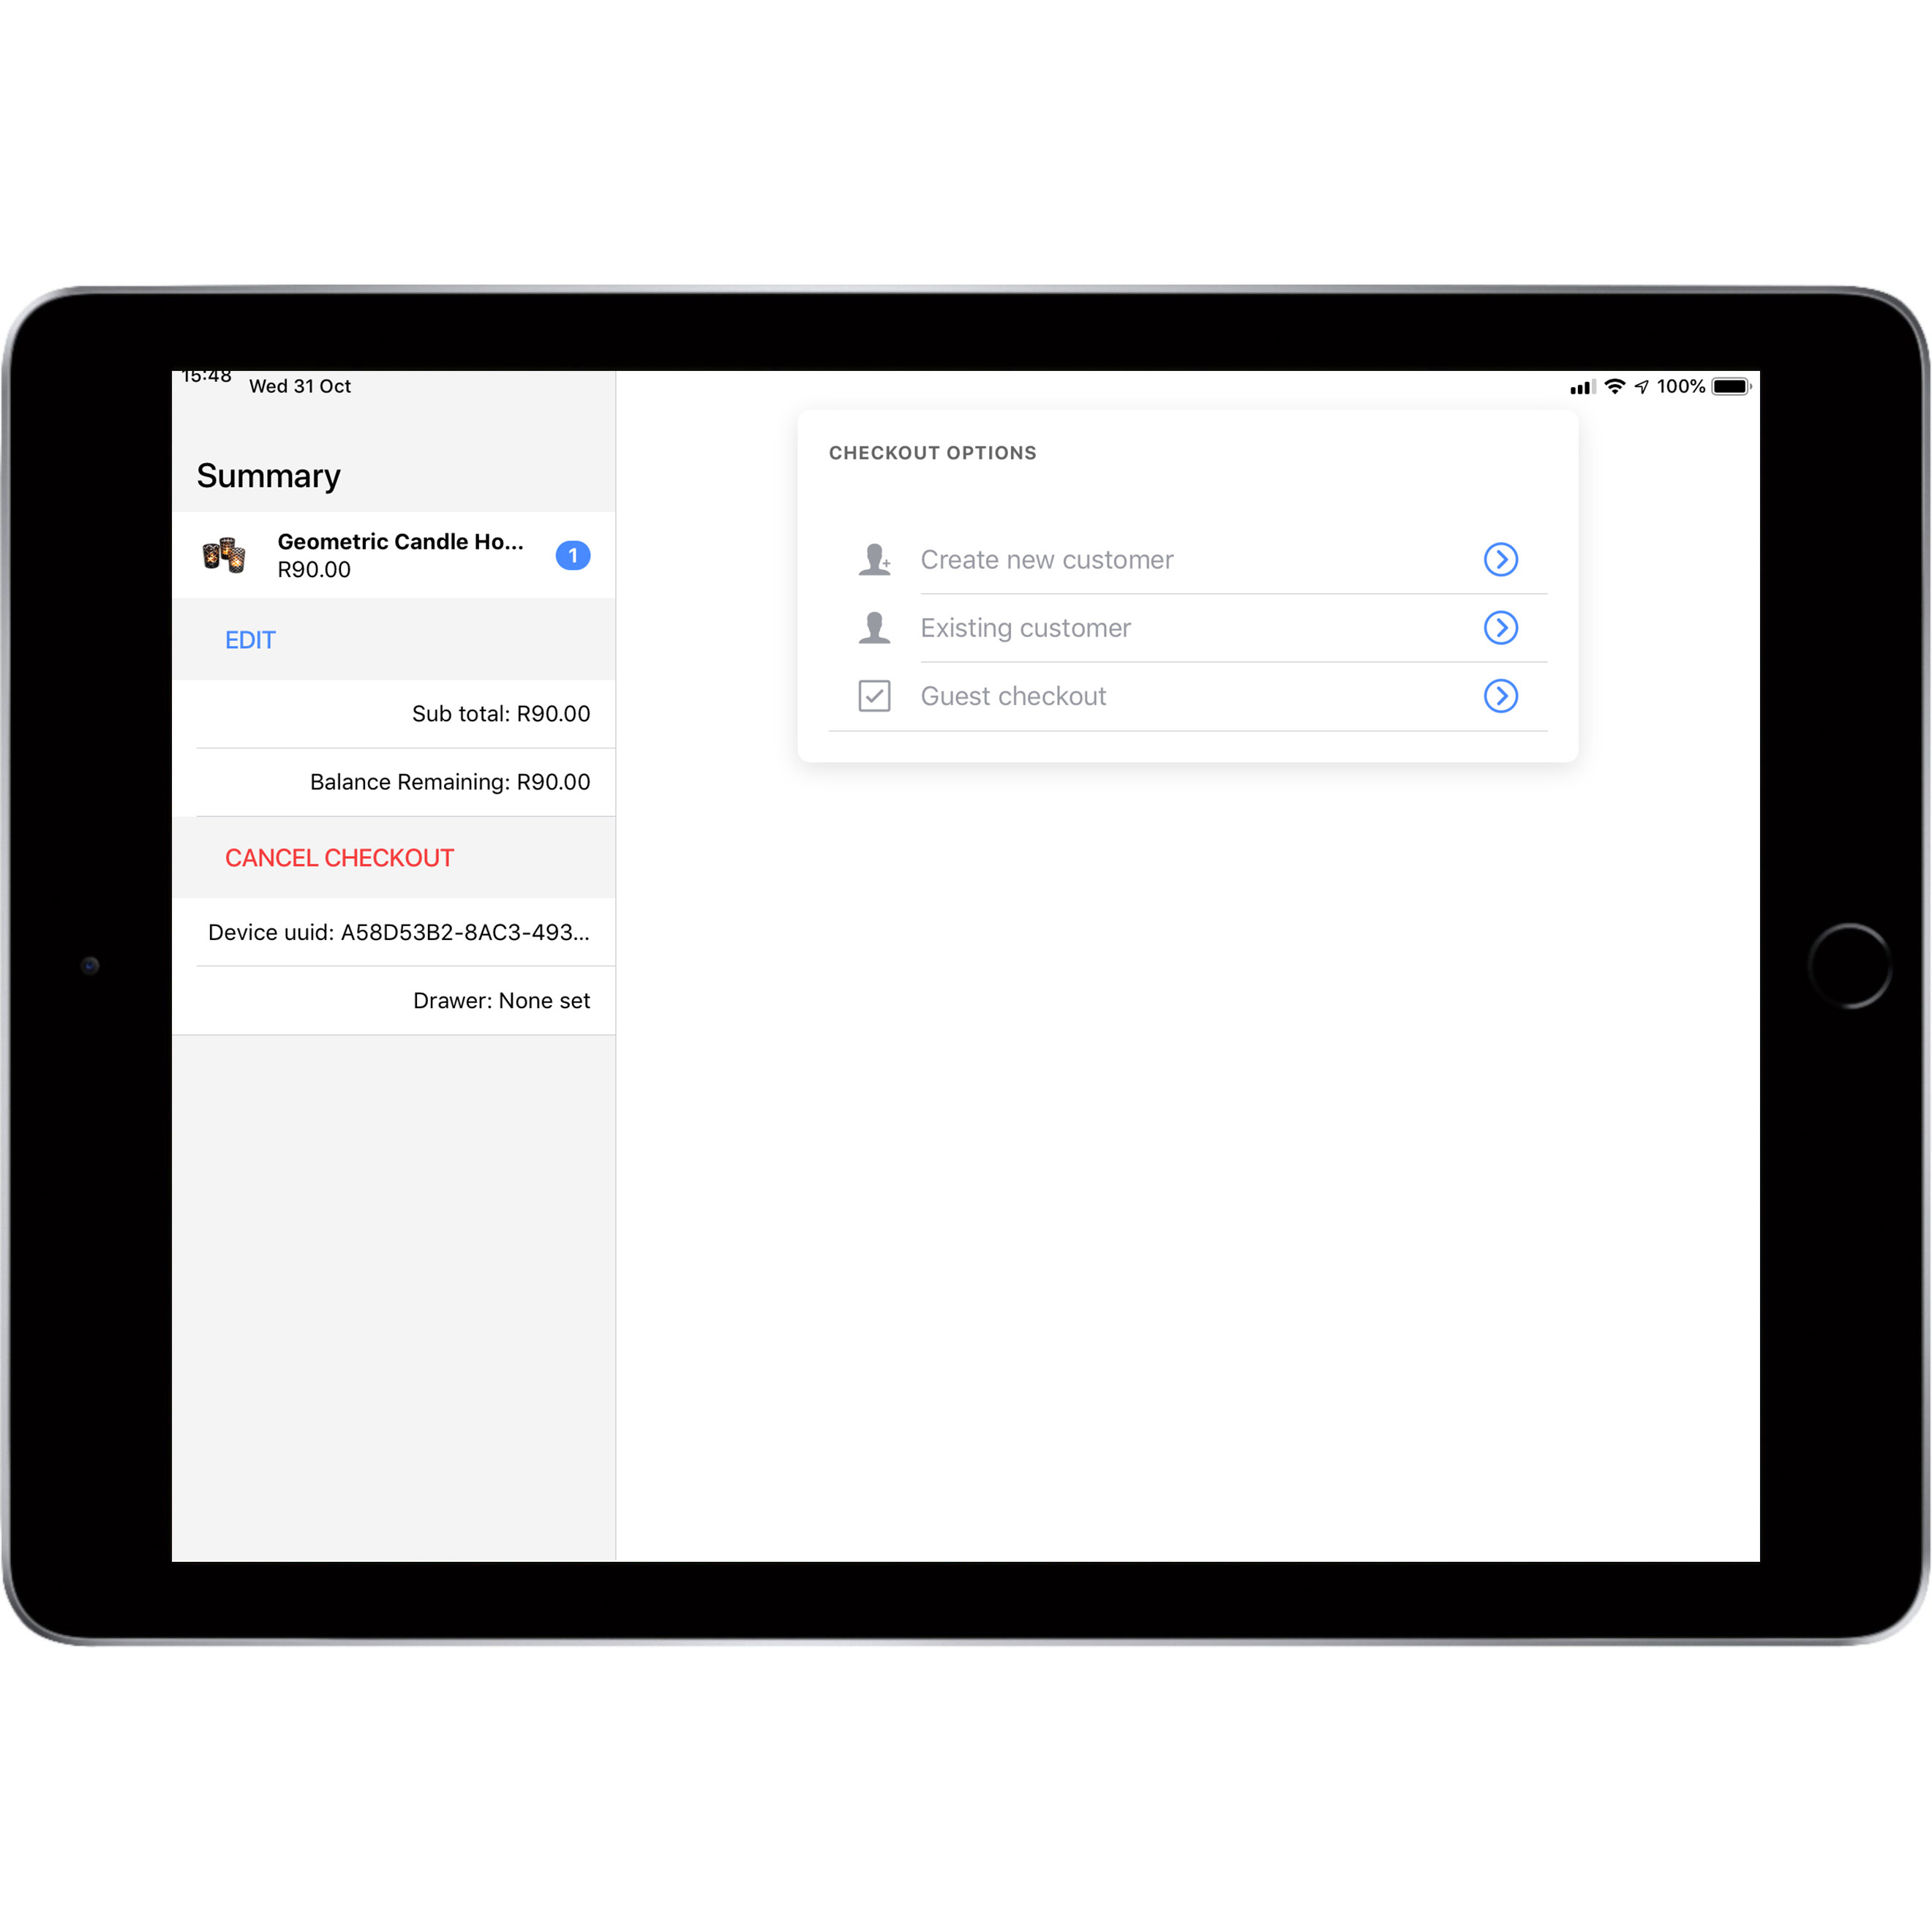 15:48 Wed 31 Oct
100%
Summary
Geometric Candle Ho...
R90.00
1
EDIT
Sub total: R90.00
Balance Remaining: R90.00
CANCEL CHECKOUT
Device uuid: A58D53B2-8AC3-493...
Drawer: None set
CHECKOUT OPTIONS
Create new customer
Existing customer
Guest checkout